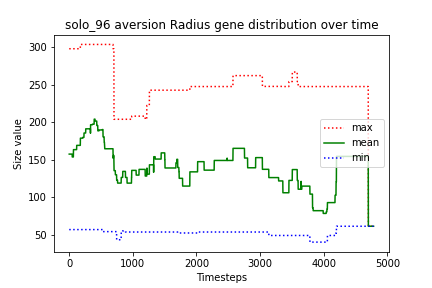 solo_96 aversion Radius gene distribution over time
Size value
300
250
200
150
100
50
max
mean
min
0
1000
2000
3000
4000
5000
Timesteps